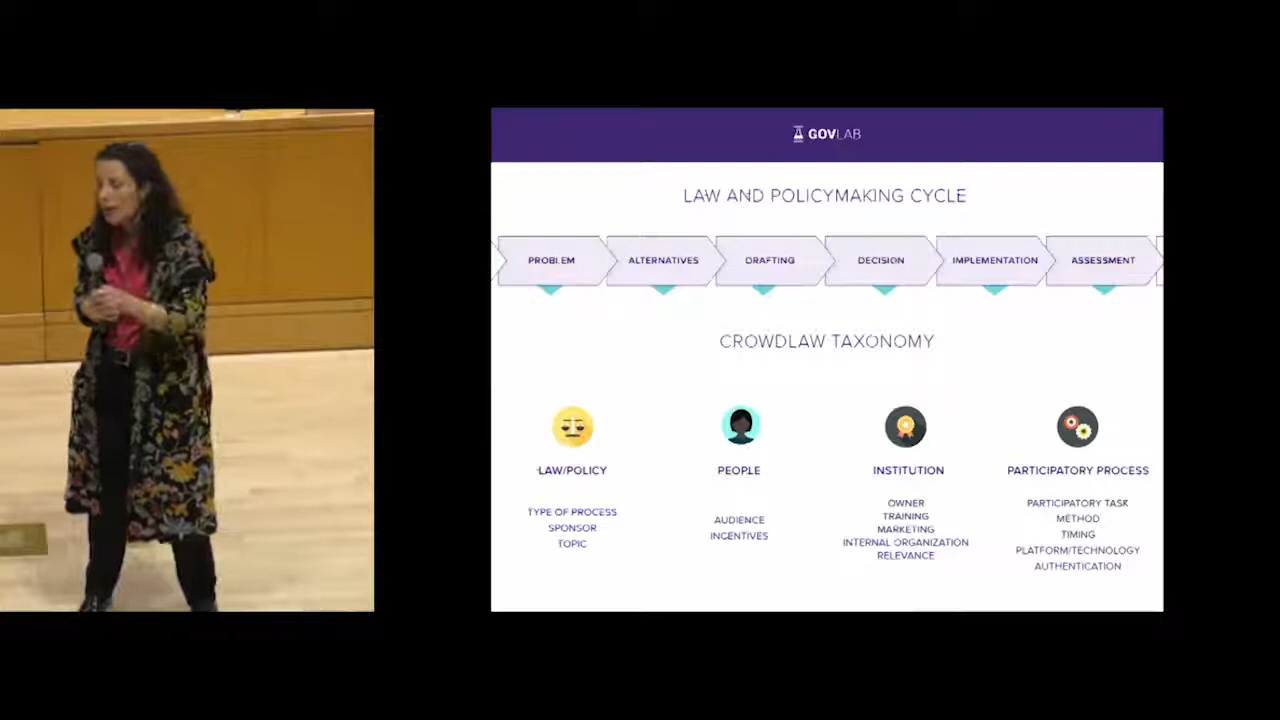 GOVLAB
LAW AND POLICYMAKING CYCLE
PROBLEM
ALTERNATIVES
DRAFTING
DECISION
IMPLEMENTATION
ASSESSMENT
CROWDLAW TAXONOMY
LAW/POLICY
TYPE OF PROCESS
SPONSOR
TOPIC
PEOPLE
AUDIENCE
INCENTIVES
INSTITUTION
OWNER
TRAINING
MARKETING
INTERNAL ORGANIZATION
RELEVANCE
PARTICIPATORY PROCESS
PARTICIPATORY TASK
METHOD
TIMING
PLATFORM/TECHNOLOGY
AUTHENTICATION